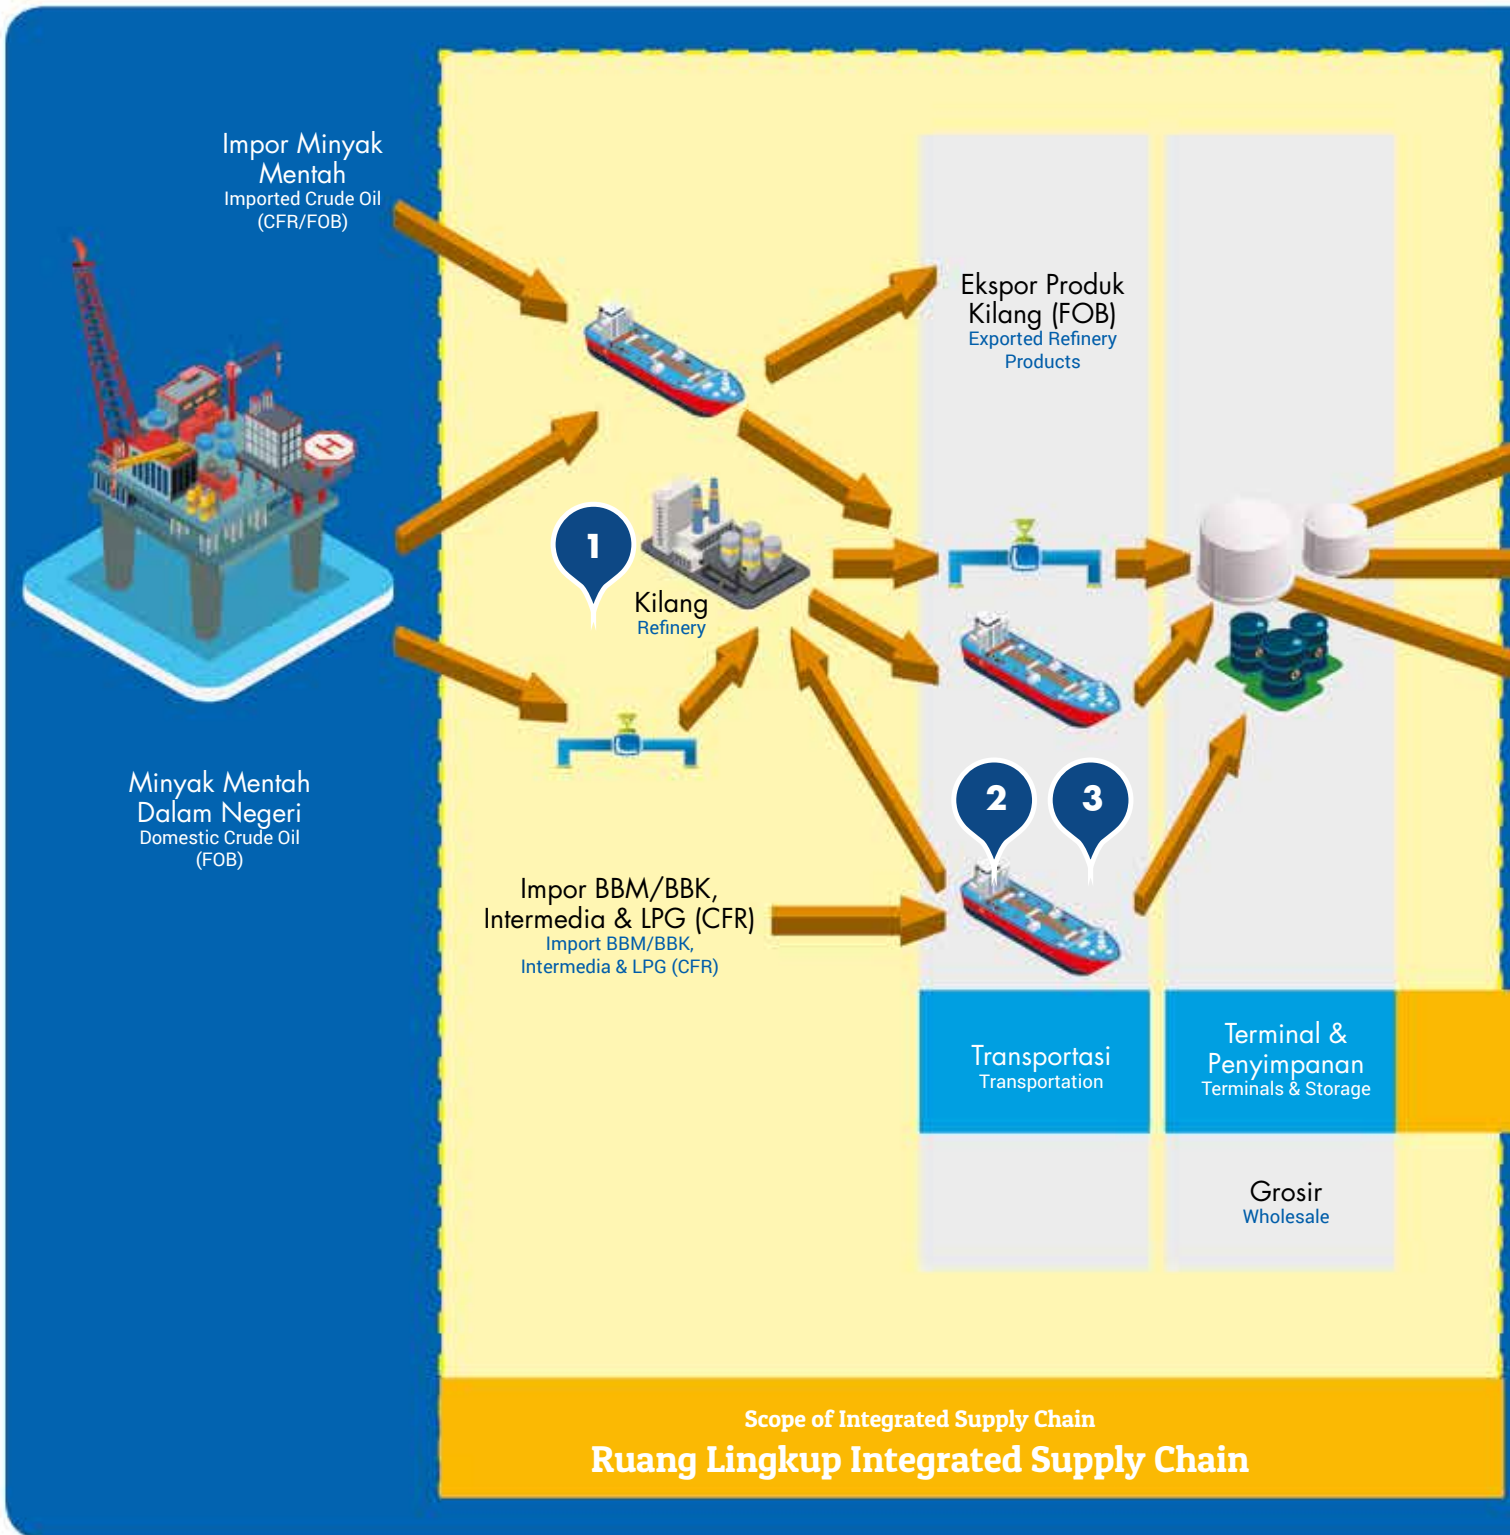 Impor Minyak
Mentah
Imported Crude Oil
(CFR/FOB)
Ekspor Produk
Kilang (FOB)
Exported Refinery
Products
H
1
Kilang
Refinery
Minyak Mentah
Dalam Negeri
Domestic Crude Oil
(FOB)
2
3
Impor BBM/BBK,
Intermedia & LPG (CFR)
Import BBM/BBK,
Intermedia & LPG (CFR)
Transportasi
Transportation
Terminal &
Penyimpanan
Terminals & Storage
Grosir
Wholesale
Scope of Integrated Supply Chain
Ruang Lingkup Integrated Supply Chain